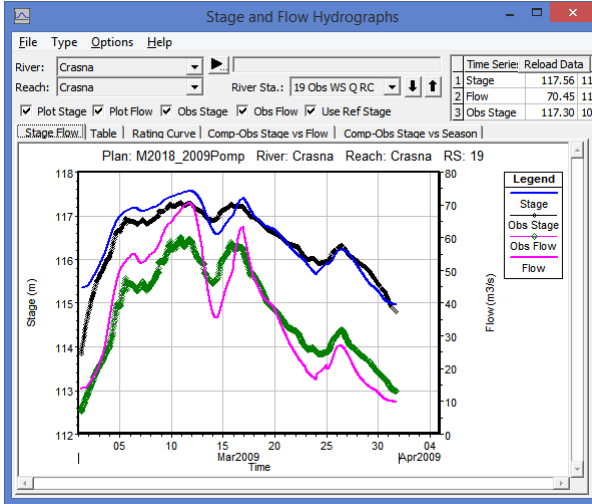 Stage and Flow Hydrographs
File Type Options Help
River: Crasna
Reach: Crasna River Sta.: 19 Obs WS Q RC
Plot Stage Plot Flow Obs Stage Obs Flow Use Ref Stage
Time Series Reload Data
1 Stage 117.56 11
2 Flow 70.45 11
3 Obs Stage 117.30 10
Stage Flow Table Rating Curve Comp-Obs Stage vs Flow Comp-Obs Stage vs Season
Plan: M2018_2009Pomp River: Crasna Reach: Crasna RS: 19
118
117
116
115
114
113
112
Stage (m)
80
70
60
50
40
30
20
10
0
Flow(m3/s)
05 10 15 20 25 30 04
Mar2009 Apr2009
Time
Legend
Stage
Obs Stage
Obs Flow
Flow